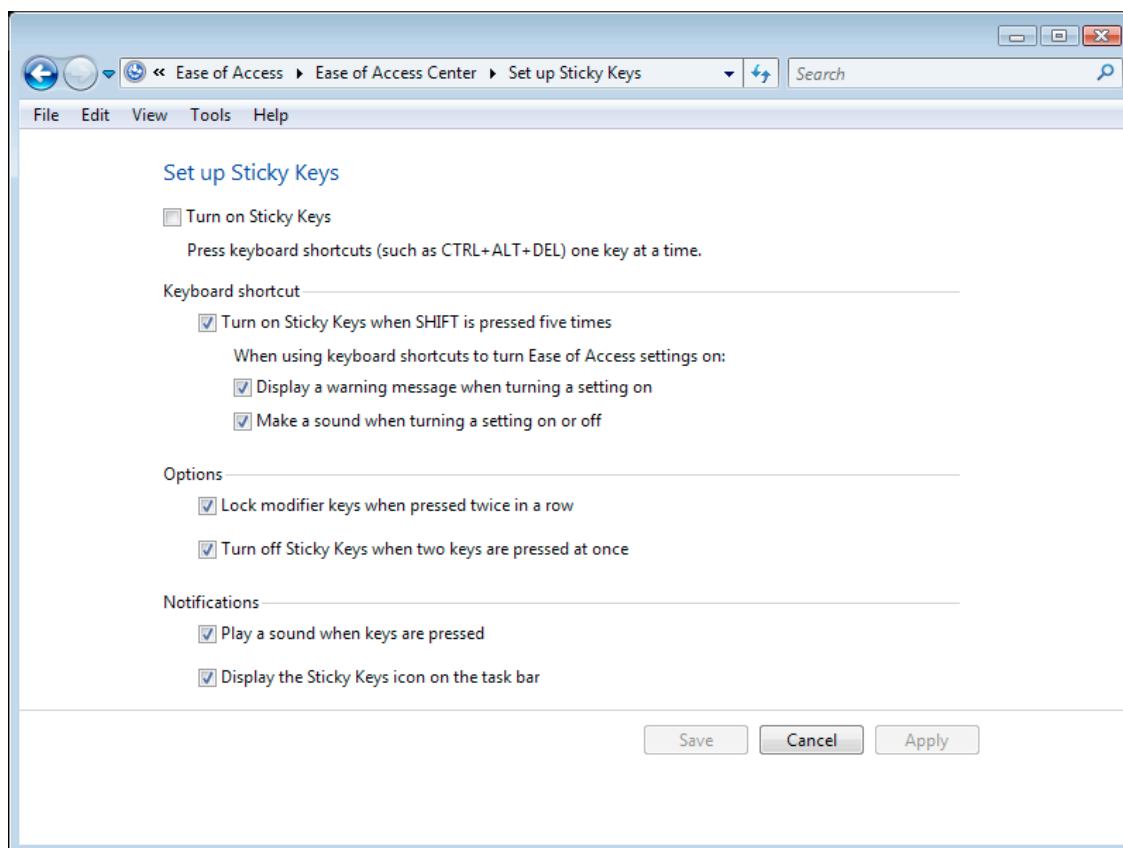 « Ease of Access ▸ Ease of Access Center ▸ Set up Sticky Keys Search
File Edit View Tools Help
Set up Sticky Keys
Turn on Sticky Keys
Press keyboard shortcuts (such as CTRL+ALT+DEL) one key at a time.
Keyboard shortcut
Turn on Sticky Keys when SHIFT is pressed five times
When using keyboard shortcuts to turn Ease of Access settings on:
Display a warning message when turning a setting on
Make a sound when turning a setting on or off
Options
Lock modifier keys when pressed twice in a row
Turn off Sticky Keys when two keys are pressed at once
Notifications
Play a sound when keys are pressed
Display the Sticky Keys icon on the task bar
Save Cancel Apply